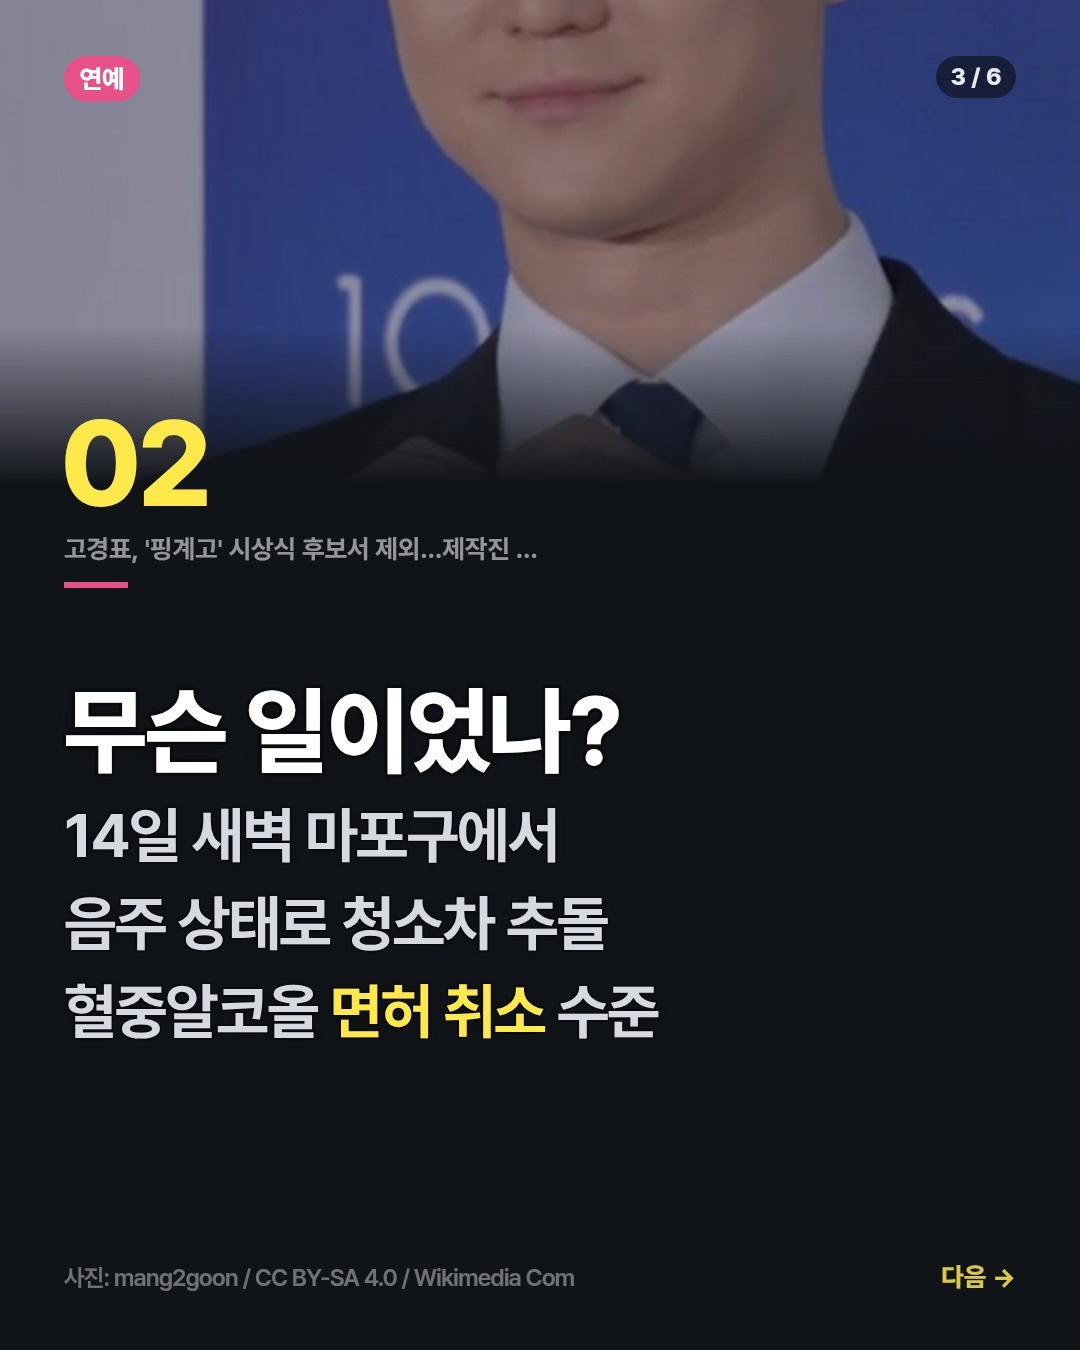 연예
3 / 6
10
02
고경표, '핑계고' 시상식 후보서 제외...제작진 ...
무슨 일이었나?
14일 새벽 마포구에서
음주 상태로 청소차 추돌
혈중알코올 면허 취소 수준
사진: mang2goon / CC BY-SA 4.0 / Wikimedia Com
다음 →